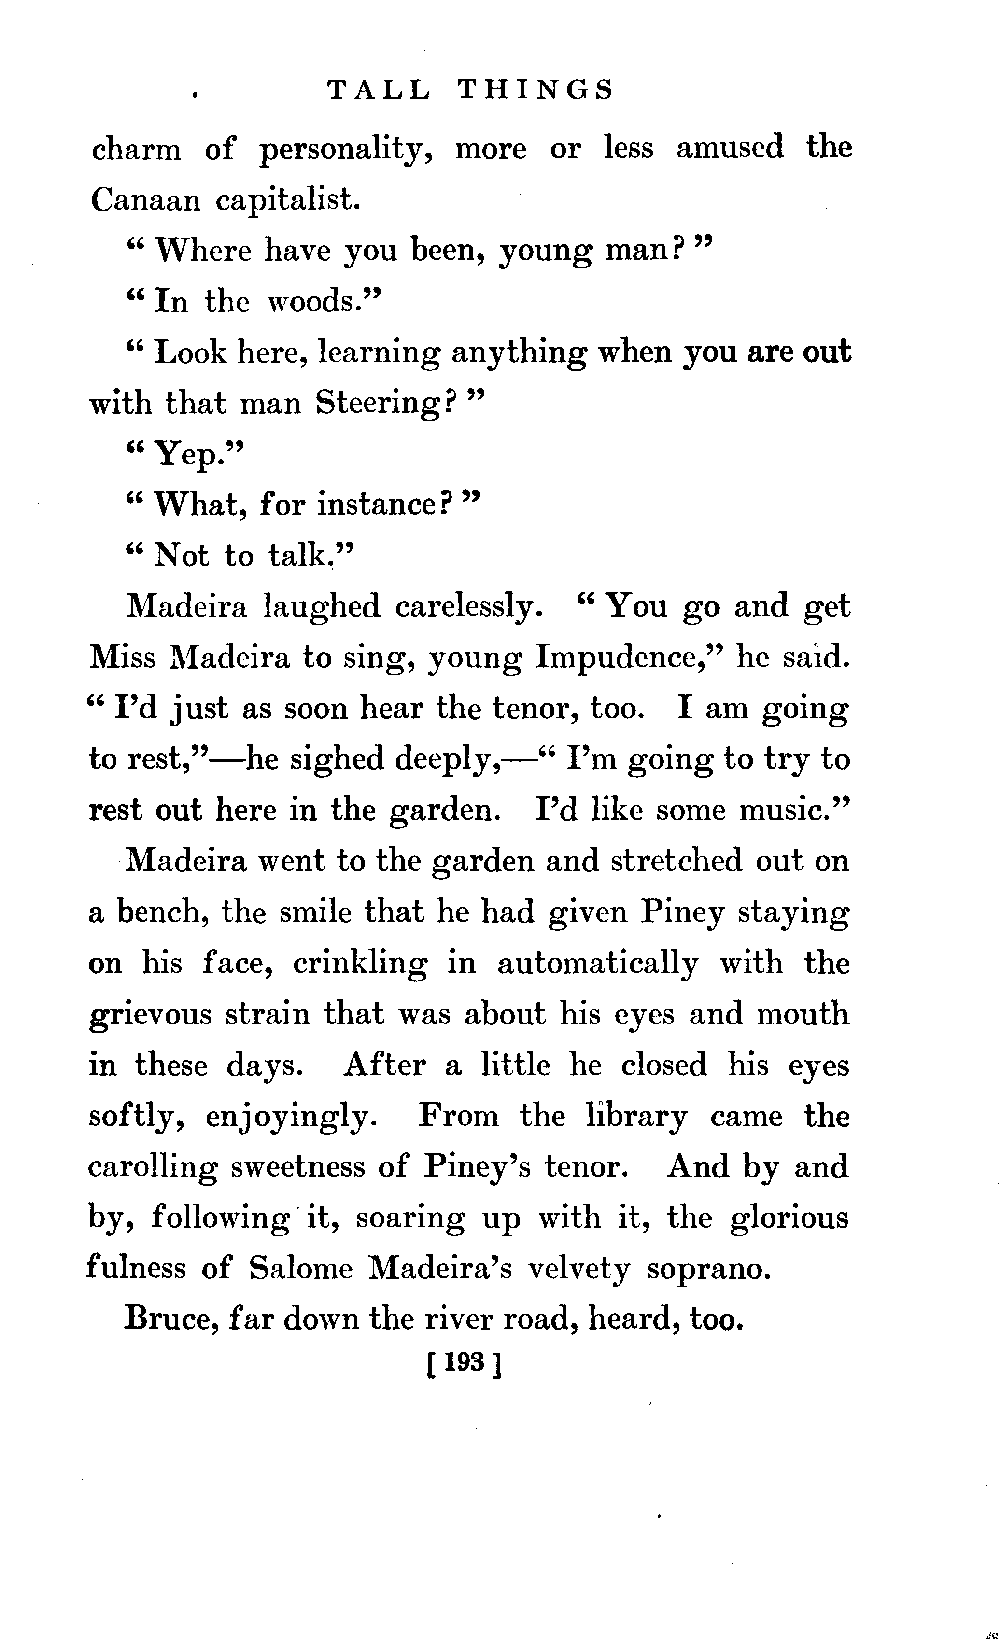 TALL THINGS
charm of personality, more or less amused the
Canaan capitalist.
“ Where have you been, young man? ”
“ In the woods.”
“ Look here, learning anything when you are out
with that man Steering? ”
“ Yep.”
“ What, for instance? ”
“ Not to talk.”
Madeira laughed carelessly. “ You go and get
Miss Madeira to sing, young Impudence,” he said.
“ I’d just as soon hear the tenor, too. I am going
to rest,”—he sighed deeply,—“ I’m going to try to
rest out here in the garden. I’d like some music.”
Madeira went to the garden and stretched out on
a bench, the smile that he had given Piney staying
on his face, crinkling in automatically with the
grievous strain that was about his eyes and mouth
in these days. After a little he closed his eyes
softly, enjoyingly. From the library came the
carolling sweetness of Piney’s tenor. And by and
by, following it, soaring up with it, the glorious
fulness of Salome Madeira’s velvety soprano.
Bruce, far down the river road, heard, too.
[ 193 ]